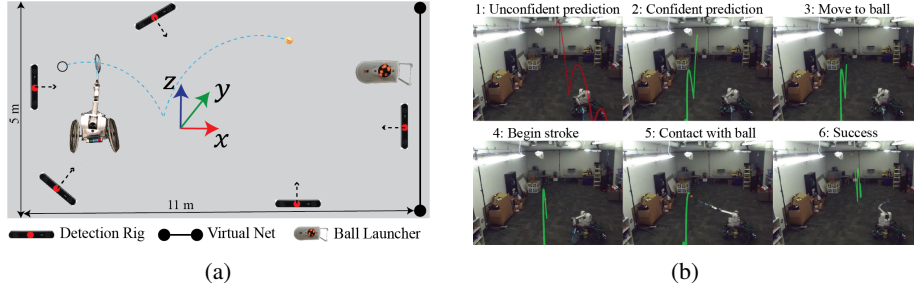 1: Unconfident prediction
2: Confident prediction
3: Move to ball
z
y
x
5 m
11 m
4: Begin stroke
5: Contact with ball
6: Success
Detection Rig
Virtual Net
Ball Launcher
(a)
(b)